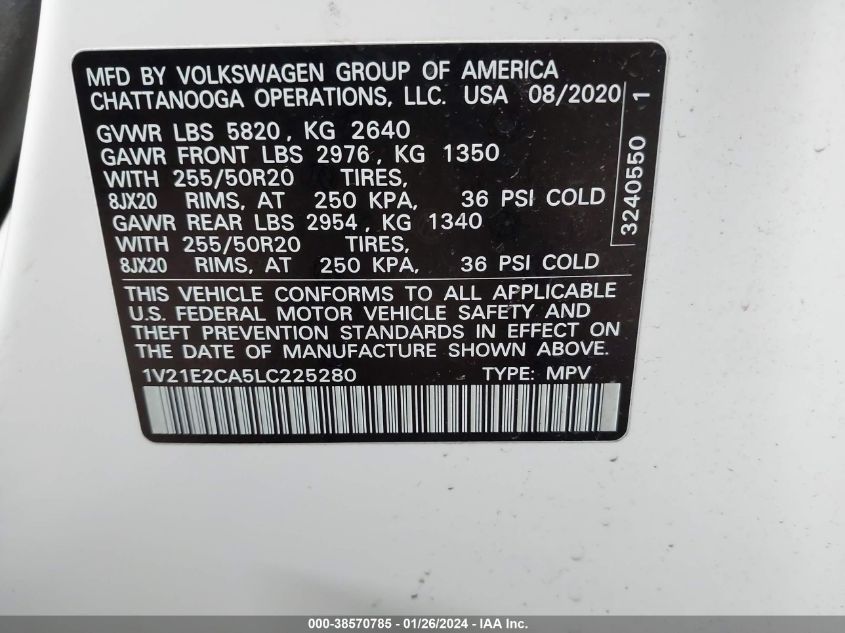 MFD BY VOLKSWAGEN GROUP OF AMERICA
CHATTANOOGA OPERATIONS, LLC. USA 08/2020
GVWR LBS 5820, KG 2640
GAWR FRONT LBS 2976, KG 1350
WITH 255/50R20 TIRES,
8JX20 RIMS, AT 250 KPA, 36 PSI COLD
GAWR REAR LBS 2954, KG 1340
WITH 255/50R20 TIRES,
8JX20 RIMS, AT 250 KPA, 36 PSI COLD
THIS VEHICLE CONFORMS TO ALL APPLICABLE
U.S. FEDERAL MOTOR VEHICLE SAFETY AND
THEFT PREVENTION STANDARDS IN EFFECT ON
THE DATE OF MANUFACTURE SHOWN ABOVE.
1V21E2CA5LC225280 TYPE: MPV
3240550 1
000-38570785 - 01/26/2024 - IAAI.com